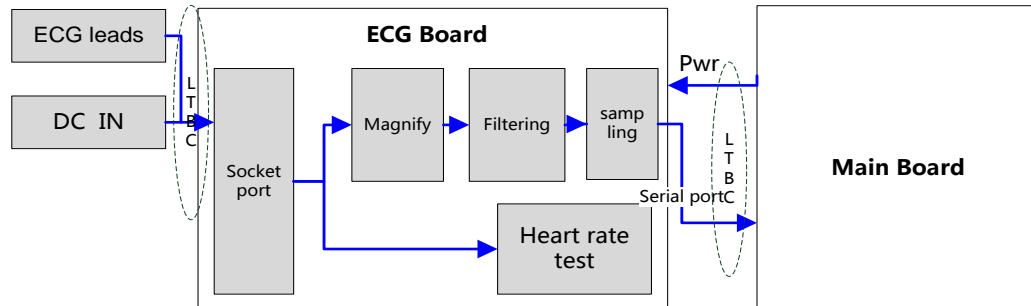 ECG leads
DC IN
L
T
B
C
ECG Board
Socket
port
Magnify
Filtering
samp
ling
Heart rate
test
Pwr
Serial port
L
T
B
C
Main Board